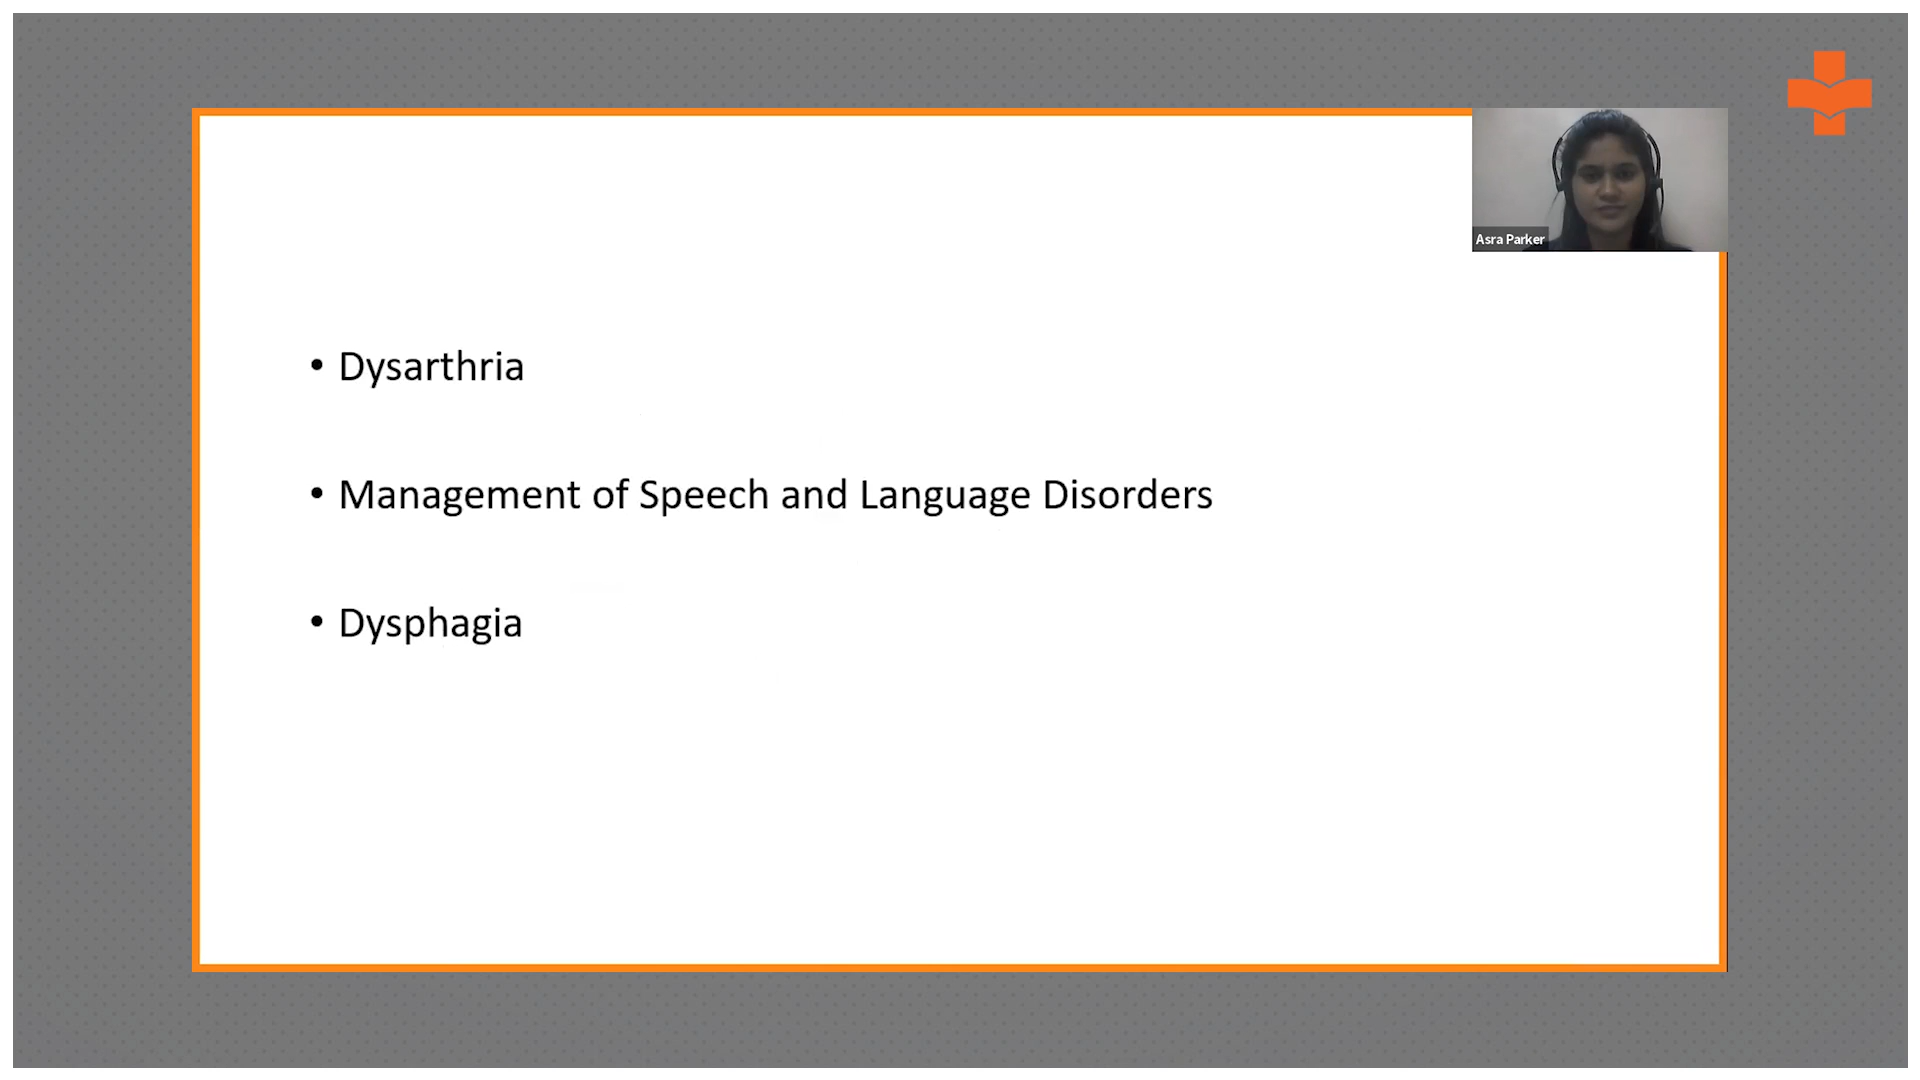 Asra Parker
• Dysarthria
• Management of Speech and Language Disorders
• Dysphagia